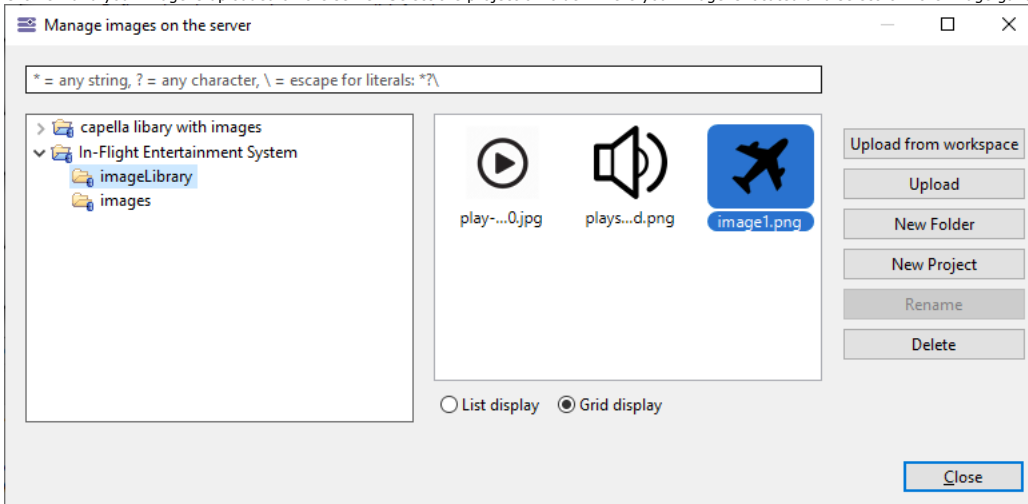 Manage images on the server
* = any string, ? = any character, \ = escape for literals: *?\
capella libary with images
In-Flight Entertainment System
imageLibrary
images
play-...0.jpg
plays...d.png
image1.png
Upload from workspace
Upload
New Folder
New Project
Rename
Delete
List display
Grid display
Close